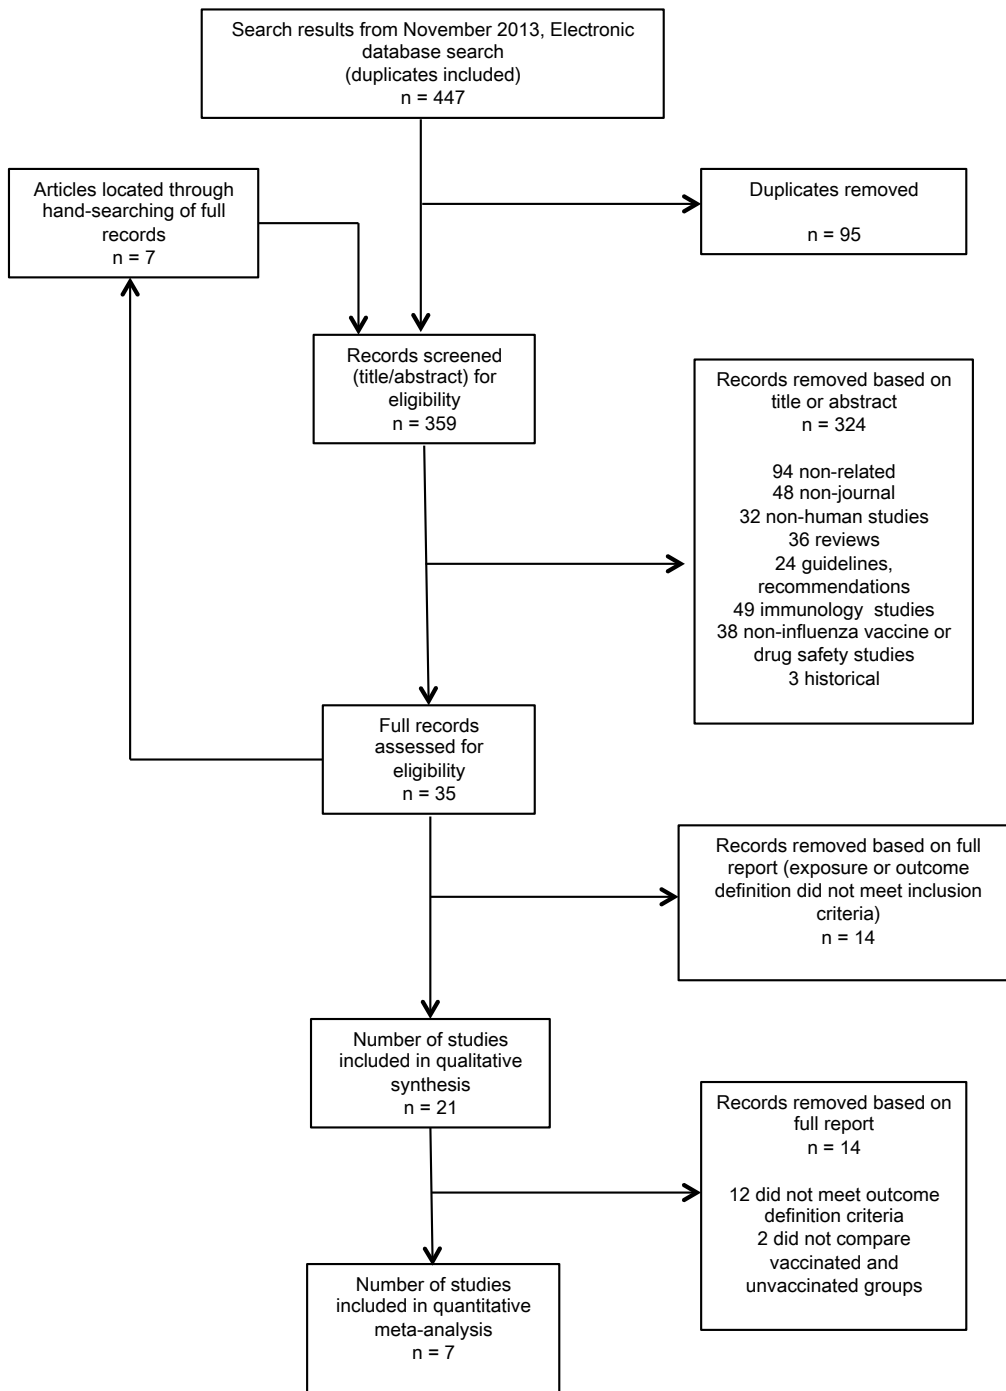 Search results from November 2013, Electronic
database search
(duplicates included)
n = 447
Articles located through
hand-searching of full
records
n = 7
Duplicates removed
n = 95
Records screened
(title/abstract) for
eligibility
n = 359
Records removed based on
title or abstract
n = 324
94 non-related
48 non-journal
32 non-human studies
36 reviews
24 guidelines,
recommendations
49 immunology studies
38 non-influenza vaccine or
drug safety studies
3 historical
Full records
assessed for
eligibility
n = 35
Records removed based on full
report (exposure or outcome
definition did not meet inclusion
criteria)
n = 14
Number of studies
included in qualitative
synthesis
n = 21
Records removed based on
full report
n = 14
12 did not meet outcome
definition criteria
2 did not compare
vaccinated and
unvaccinated groups
Number of studies
included in quantitative
meta-analysis
n = 7